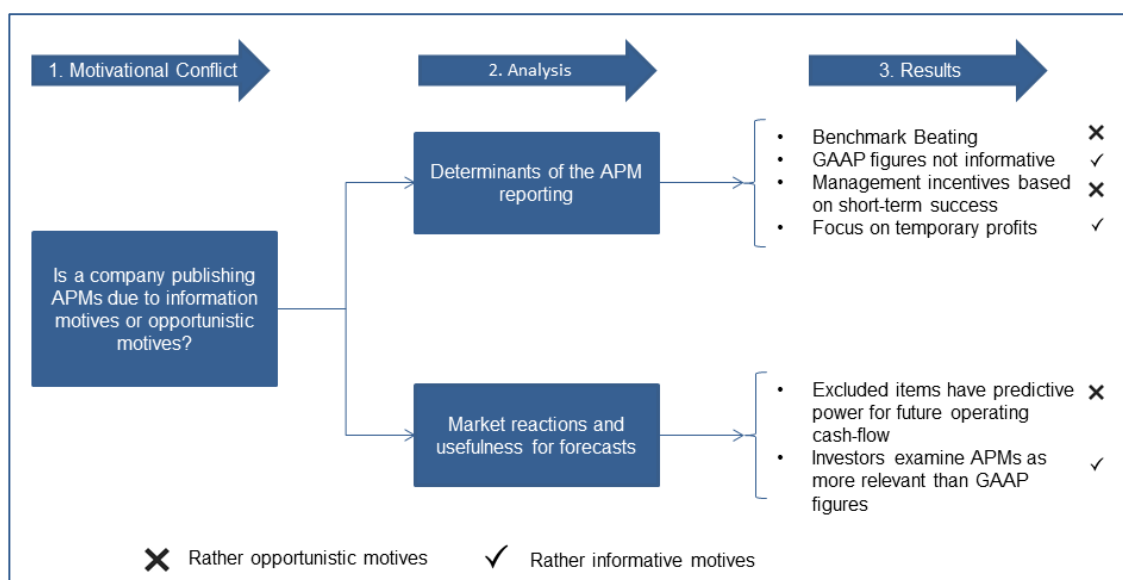 1. Motivational Conflict
2. Analysis
3. Results
Is a company publishing
APMs due to information
motives or opportunistic
motives?
Determinants of the APM
reporting
• Benchmark Beating ✕
• GAAP figures not informative ✓
• Management incentives based
on short-term success ✕
• Focus on temporary profits ✓
Market reactions and
usefulness for forecasts
• Excluded items have predictive ✕
power for future operating
cash-flow
• Investors examine APMs as ✓
more relevant than GAAP
figures
✕ Rather opportunistic motives
✓ Rather informative motives